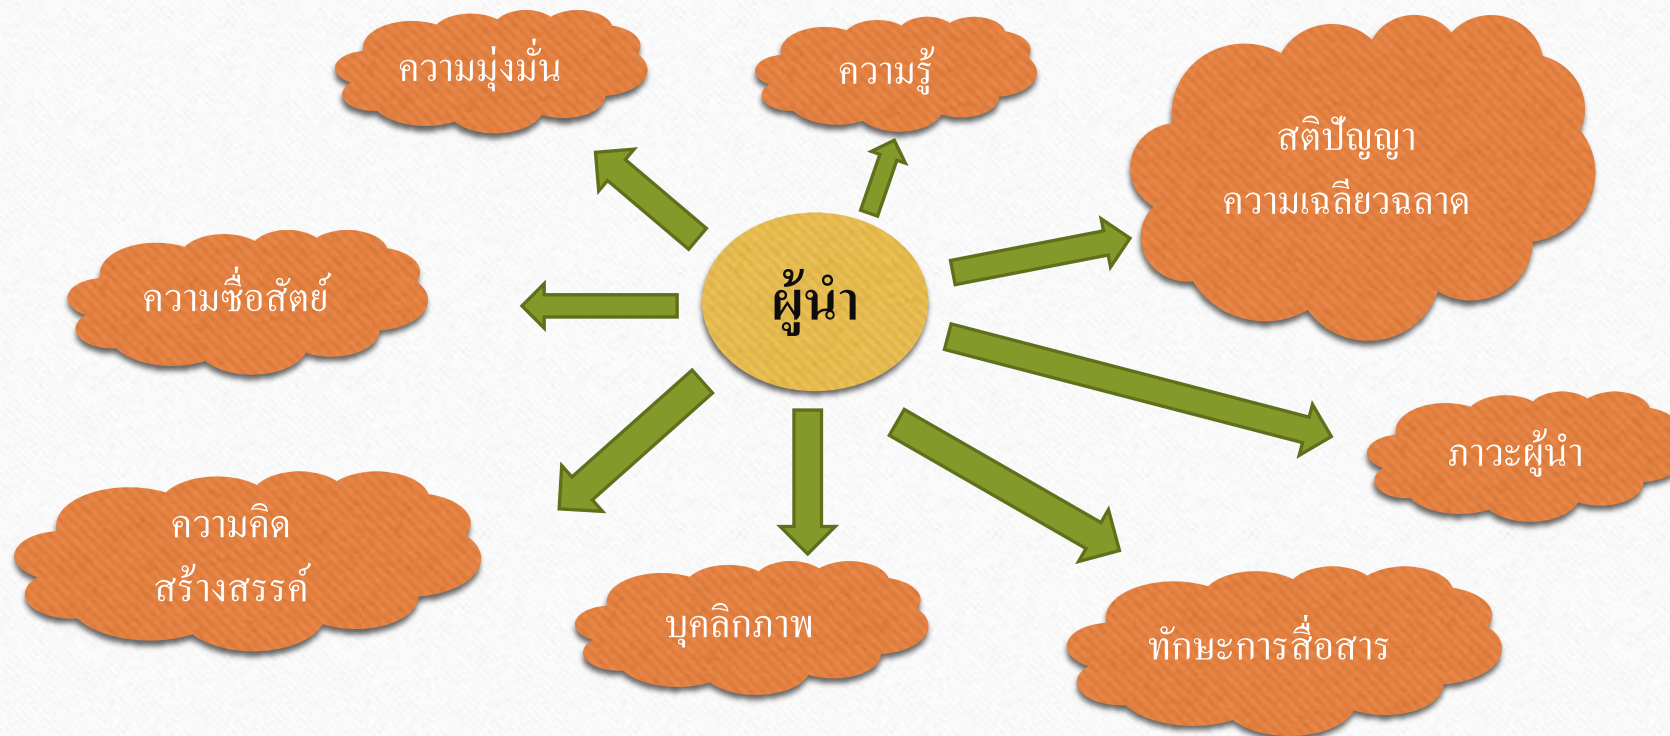 ความมุ่งมั่น
ความรู้
สติปัญญา
ความเฉลียวฉลาด
ความซื่อสัตย์
ผู้นำ
ภาวะผู้นำ
ความคิด
สร้างสรรค์
บุคลิกภาพ
ทักษะการสื่อสาร